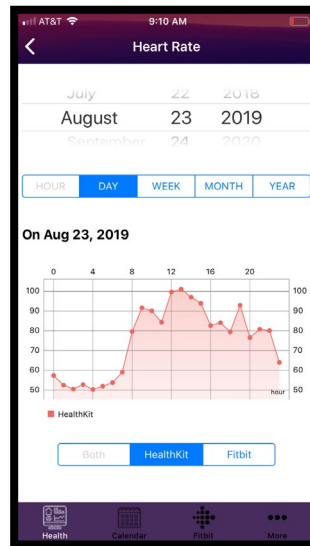 AT&T 9:10 AM
Heart Rate
July 22 2018
August 23 2019
September 24 2020
HOUR DAY WEEK MONTH YEAR
On Aug 23, 2019
0 4 8 12 16 20
100 100
90 90
80 80
70 70
60 60
50 50
hour
HealthKit
Both HealthKit Fitbit
Health Calendar Fitbit More